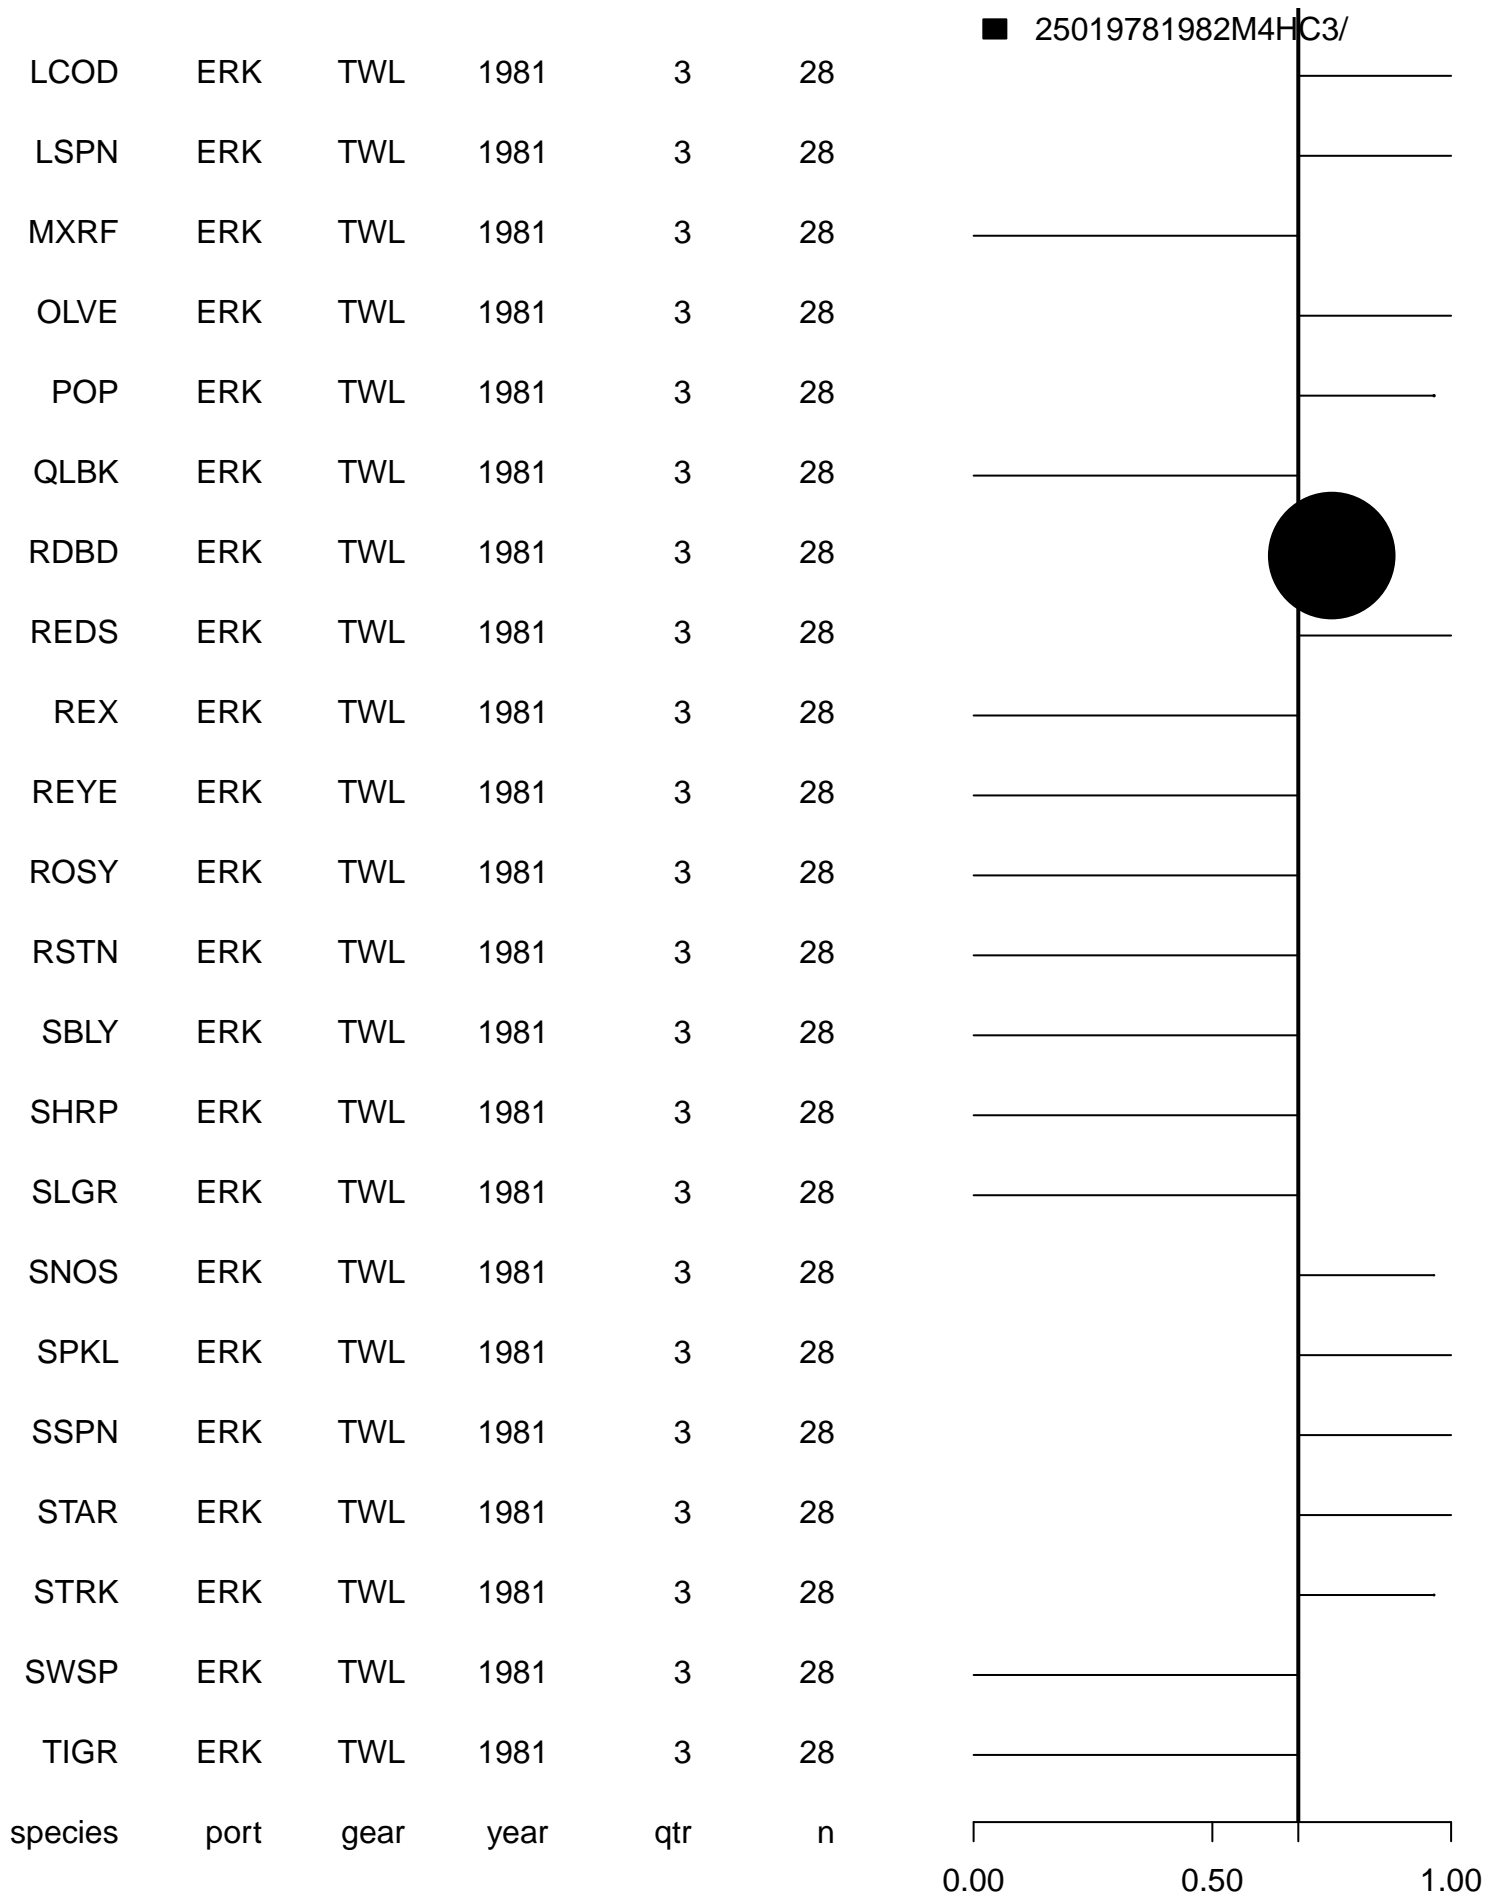 25019781982M4HC3/
LCOD ERK TWL 1981 3 28
LSPN ERK TWL 1981 3 28
MXRF ERK TWL 1981 3 28
OLVE ERK TWL 1981 3 28
POP ERK TWL 1981 3 28
QLBK ERK TWL 1981 3 28
RDBD ERK TWL 1981 3 28
REDS ERK TWL 1981 3 28
REX ERK TWL 1981 3 28
REYE ERK TWL 1981 3 28
ROSY ERK TWL 1981 3 28
RSTN ERK TWL 1981 3 28
SBLY ERK TWL 1981 3 28
SHRP ERK TWL 1981 3 28
SLGR ERK TWL 1981 3 28
SNOS ERK TWL 1981 3 28
SPKL ERK TWL 1981 3 28
SSPN ERK TWL 1981 3 28
STAR ERK TWL 1981 3 28
STRK ERK TWL 1981 3 28
SWSP ERK TWL 1981 3 28
TIGR ERK TWL 1981 3 28
species port gear year qtr n
0.00 0.50 1.00